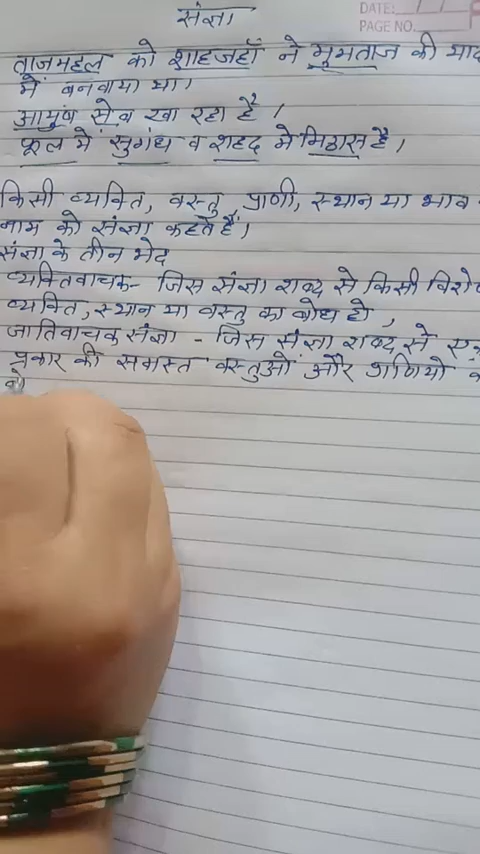 संज्ञा
DATE:
PAGE NO.
ताजमहल को शाहजहाँ ने मुमताज की याद
में बनवाया था।
आयुष सेव खा रहा है।
फूल में सुगंध व शहद में मिठास है।
किसी व्यक्ति, वस्तु, प्राणी, स्थान या भाव
नाम को संज्ञा कहते हैं।
संज्ञा के तीन भेद
व्यक्तिवाचक- जिस संज्ञा शब्द से किसी
व्यक्ति, स्थान या वस्तु का बोध हो,
जातिवाचक संज्ञा - जिस संज्ञा शब्द से
प्रकार की समस्त वस्तुओं और प्राणियो